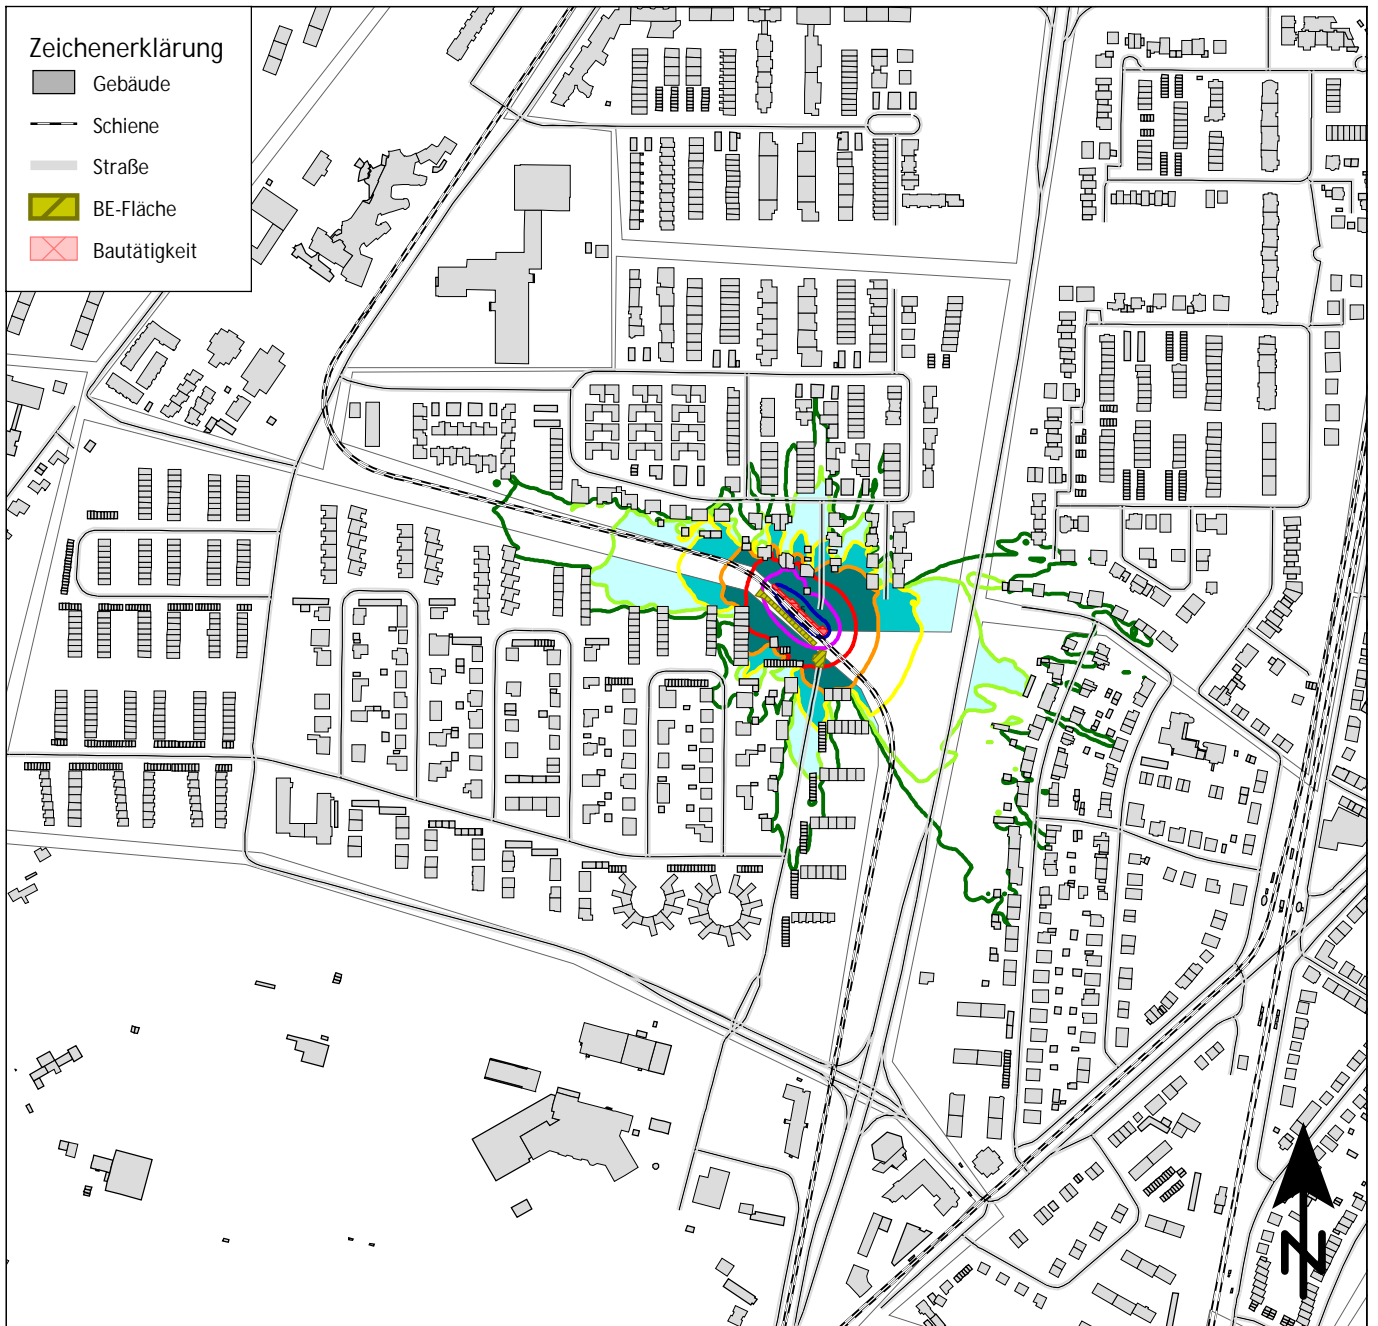 Zeichenerklärung
Gebäude
Schiene
Straße
BE-Fläche
Bautätigkeit
N